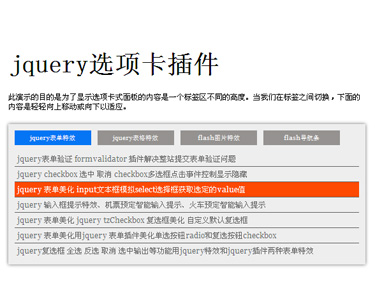 jquery选项卡插件
此演示的目的是为了显示选项卡式面板的内容是一个标签区不同的高度。当我们在标签之间切换，下面的
内容是轻轻向上移动或向下以适应。
jquery表单特效 jquery表格特效 flash图片特效 flash导航条
jquery表单验证 formvalidator 插件解决整站提交表单验证问题
jquery checkbox 选中 取消 checkbox多选框点击事件控制显示隐藏
jquery 表单美化 input文本框模拟select选择框获取选定的value值
jquery 输入框提示特效、机票预定智能输入提示、火车预定智能输入提示
jquery 表单美化 jquery tzCheckbox 复选框美化 自定义默认复选框
jquery 表单美化用jquery 表单插件美化单选按钮radio和复选按钮checkbox
jquery复选框 全选 反选 取消 选中输出等功能用jquery特效和jquery插件两种表单特效